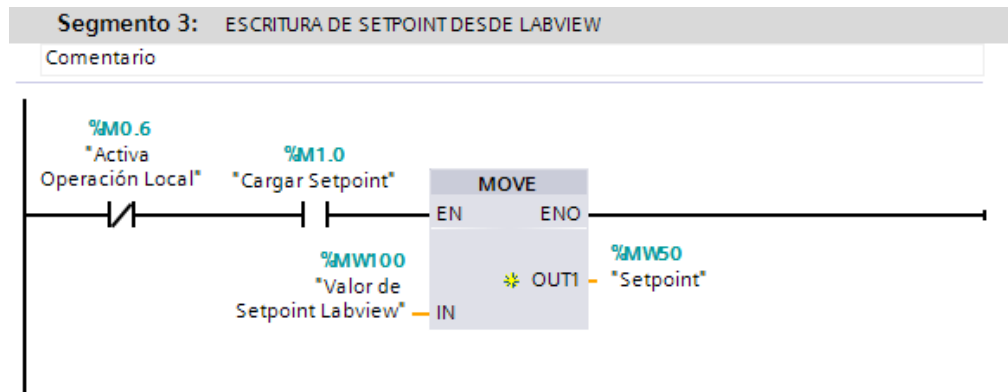 Segmento 3: ESCRITURA DE SETPOINT DESDE LABVIEW
Comentario
%M0.6
"Activa
Operación Local"
%M1.0
"Cargar Setpoint"
MOVE
EN ENO
%MW100
"Valor de
Setpoint Labview"
IN
OUT1
%MW50
"Setpoint"